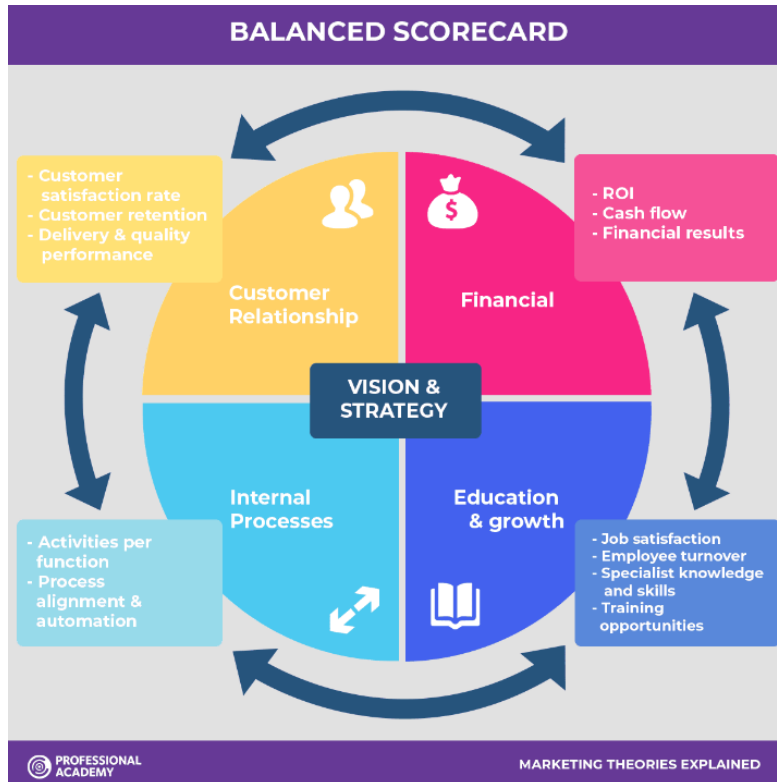 BALANCED SCORECARD
- Customer
satisfaction rate
- Customer retention
- Delivery & quality
performance
- ROI
- Cash flow
- Financial results
$
Customer
Relationship
Financial
VISION &
STRATEGY
Internal
Processes
Education
& growth
- Activities per
function
- Process
alignment &
automation
- Job satisfaction
- Employee turnover
- Specialist knowledge
and skills
- Training
opportunities
PROFESSIONAL
ACADEMY
MARKETING THEORIES EXPLAINED